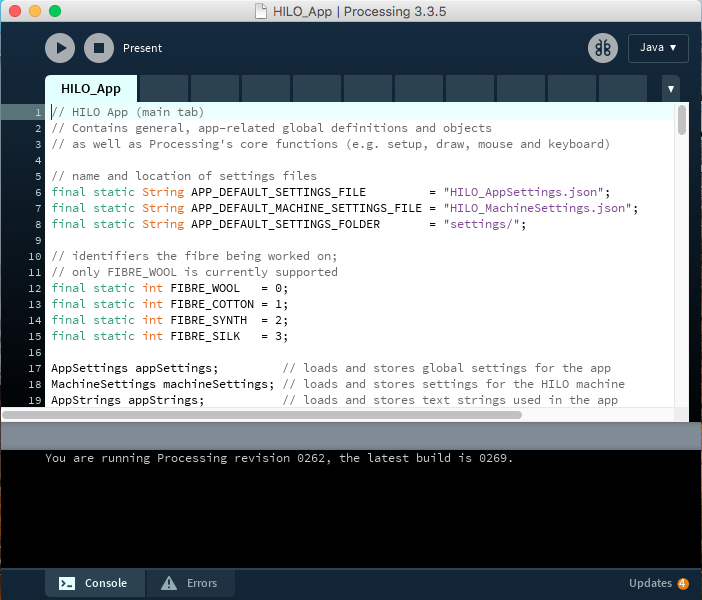 HILO_App | Processing 3.3.5
Present
Java ▼
HILO_App
▼
1 // HILO App (main tab)
2 // Contains general, app-related global definitions and objects
3 // as well as Processing's core functions (e.g. setup, draw, mouse and keyboard)
4
5 // name and location of settings files
6 final static String APP_DEFAULT_SETTINGS_FILE         = "HILO_AppSettings.json";
7 final static String APP_DEFAULT_MACHINE_SETTINGS_FILE = "HILO_MachineSettings.json";
8 final static String APP_DEFAULT_SETTINGS_FOLDER       = "settings/";
9
10 // identifiers the fibre being worked on;
11 // only FIBRE_WOOL is currently supported
12 final static int FIBRE_WOOL   = 0;
13 final static int FIBRE_COTTON = 1;
14 final static int FIBRE_SYNTH  = 2;
15 final static int FIBRE_SILK   = 3;
16
17 AppSettings appSettings;         // loads and stores global settings for the app
18 MachineSettings machineSettings; // loads and stores settings for the HILO machine
19 AppStrings appStrings;           // loads and stores text strings used in the app
You are running Processing revision 0262, the latest build is 0269.
Console
Errors
Updates 4